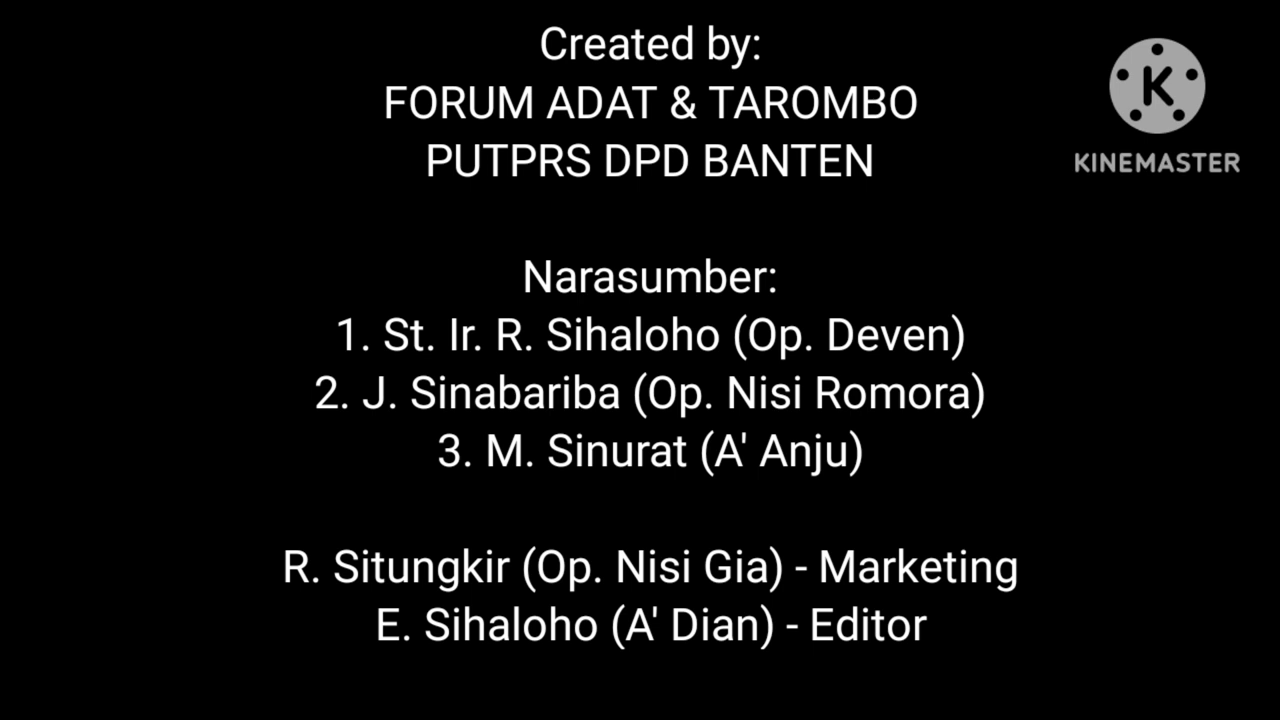 Created by:
FORUM ADAT & TAROMBO
PUTPRS DPD BANTEN
KINEMASTER
Narasumber:
1. St. Ir. R. Sihaloho (Op. Deven)
2. J. Sinabariba (Op. Nisi Romora)
3. M. Sinurat (A' Anju)
R. Situngkir (Op. Nisi Gia) - Marketing
E. Sihaloho (A' Dian) - Editor